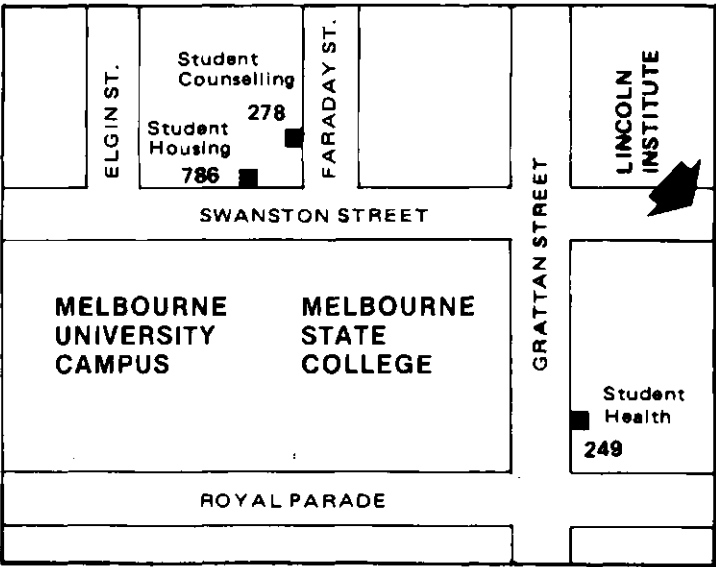 ELGIN ST.
Student
Counselling
278
Student
Housing
786
FARADAY ST.
GRATTAN STREET
LINCOLN
INSTITUTE
SWANSTON STREET
MELBOURNE
UNIVERSITY
CAMPUS
MELBOURNE
STATE
COLLEGE
Student
Health
249
ROYAL PARADE